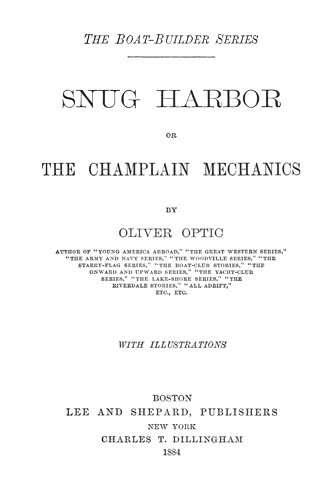 THE BOAT-BUILDER SERIES
SNUG HARBOR
OR
THE CHAMPLAIN MECHANICS
BY
OLIVER OPTIC
AUTHOR OF "YOUNG AMERICA ABROAD," "THE GREAT WESTERN SERIES,"
"THE ARMY AND NAVY SERIES," "THE WOODVILLE SERIES," "THE
STARRY-FLAG SERIES," "THE BOAT-CLUB STORIES," "THE
ONWARD AND UPWARD SERIES," "THE YACHT-CLUB
SERIES," "THE LAKE-SHORE SERIES," "THE
RIVERDALE STORIES," "ALL ADRIFT,"
ETC., ETC.
WITH ILLUSTRATIONS
BOSTON
LEE AND SHEPARD, PUBLISHERS
NEW YORK
CHARLES T. DILLINGHAM
1884